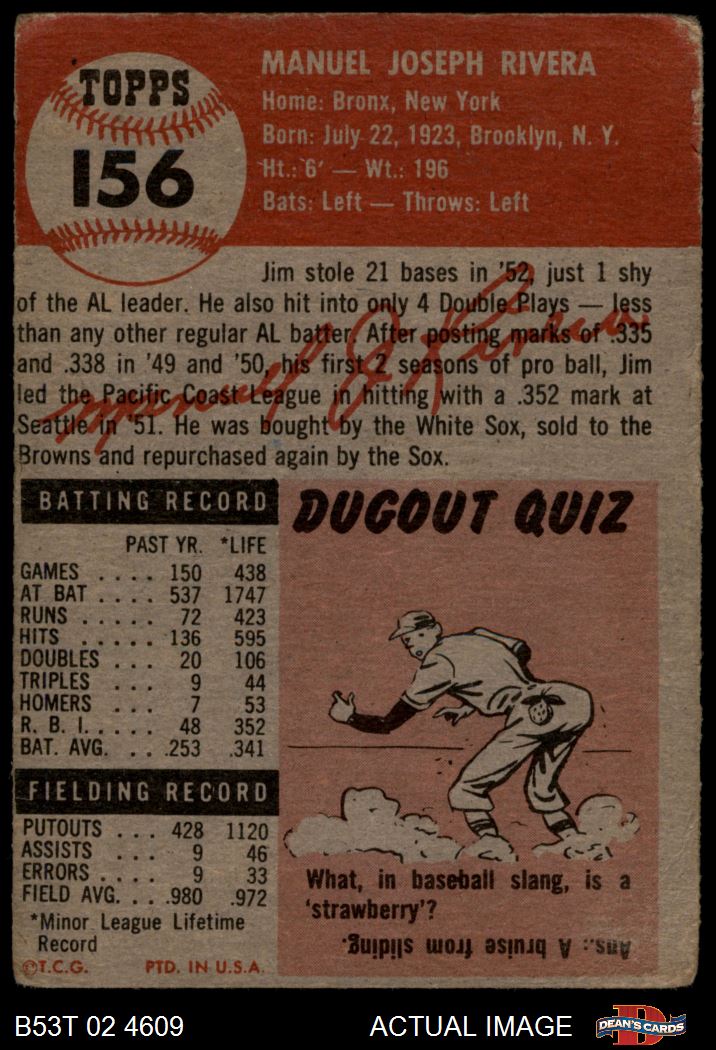 TOPPS
156
MANUEL JOSEPH RIVERA
Home: Bronx, New York
Born: July 22, 1923, Brooklyn, N. Y.
Ht.: 6' — Wt.: 196
Bats: Left — Throws: Left
Jim stole 21 bases in '52, just 1 shy
of the AL leader. He also hit into only 4 Double Plays — less
than any other regular AL batter. After posting marks of .335
and .338 in '49 and '50, his first 2 seasons of pro ball, Jim
led the Pacific Coast League in hitting with a .352 mark at
Seattle in '51. He was bought by the White Sox, sold to the
Browns and repurchased again by the Sox.
Manuel J. Rivera
BATTING RECORD
PAST YR. *LIFE
GAMES .... 150 438
AT BAT .... 537 1747
RUNS ..... 72 423
HITS ..... 136 595
DOUBLES ... 20 106
TRIPLES ... 9 44
HOMERS ... 7 53
R. B. I. .... 48 352
BAT. AVG. .. .253 .341
FIELDING RECORD
PUTOUTS ... 428 1120
ASSISTS ... 9 46
ERRORS .... 9 33
FIELD AVG. .. .980 .972
*Minor League Lifetime
Record
©T.C.G. PTD. IN U.S.A.
DUGOUT QUIZ
What, in baseball slang, is a
'strawberry'?
Ans.: A bruise from sliding.
B53T 02 4609
ACTUAL IMAGE
D
DEAN'S CARDS